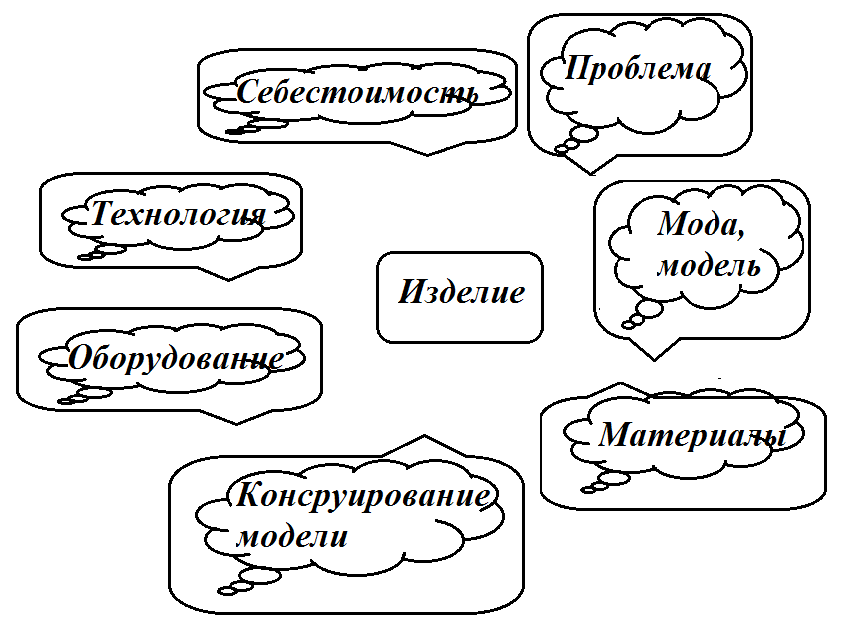 Себестоимость
Проблема
Технология
Мода,
модель
Изделие
Оборудование
Материалы
Консруирование
модели